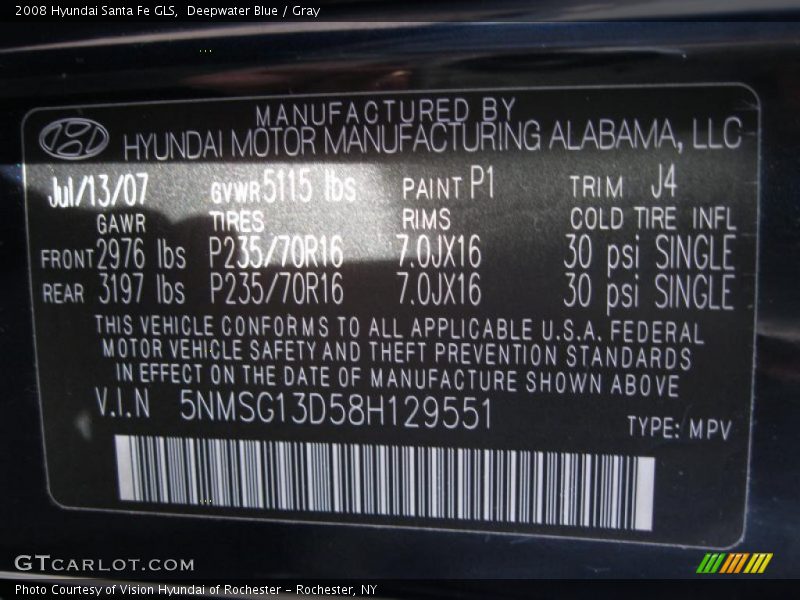 2008 Hyundai Santa Fe GLS, Deepwater Blue / Gray
MANUFACTURED BY
HYUNDAI MOTOR MANUFACTURING ALABAMA, LLC
Jul/13/07 GVWR 5115 lbs PAINT P1 TRIM J4
GAWR TIRES RIMS COLD TIRE INFL
FRONT 2976 lbs P235/70R16 7.0JX16 30 psi SINGLE
REAR 3197 lbs P235/70R16 7.0JX16 30 psi SINGLE
THIS VEHICLE CONFORMS TO ALL APPLICABLE U.S.A. FEDERAL
MOTOR VEHICLE SAFETY AND THEFT PREVENTION STANDARDS
IN EFFECT ON THE DATE OF MANUFACTURE SHOWN ABOVE
V.I.N 5NMSG13D58H129551
TYPE: MPV
GTCARLOT.COM
Photo Courtesy of Vision Hyundai of Rochester - Rochester, NY